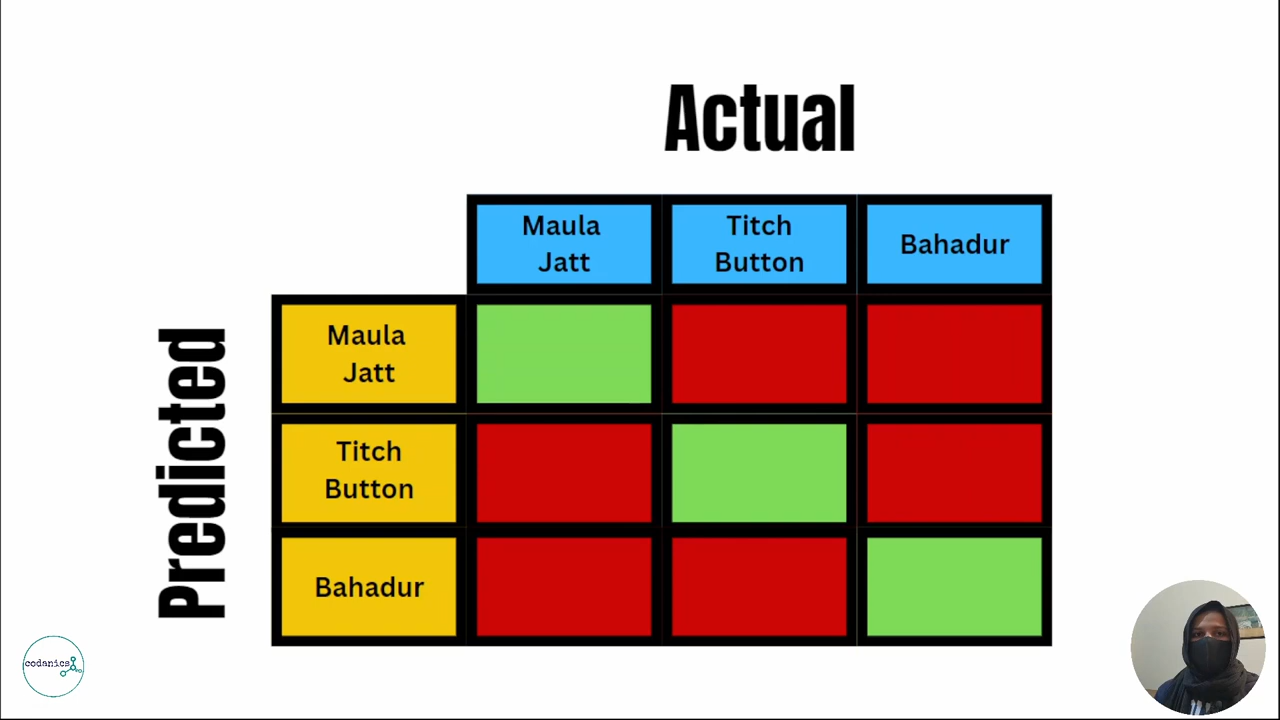 Actual
Maula
Jatt
Titch
Button
Bahadur
Predicted
Maula
Jatt
Titch
Button
Bahadur
codanics